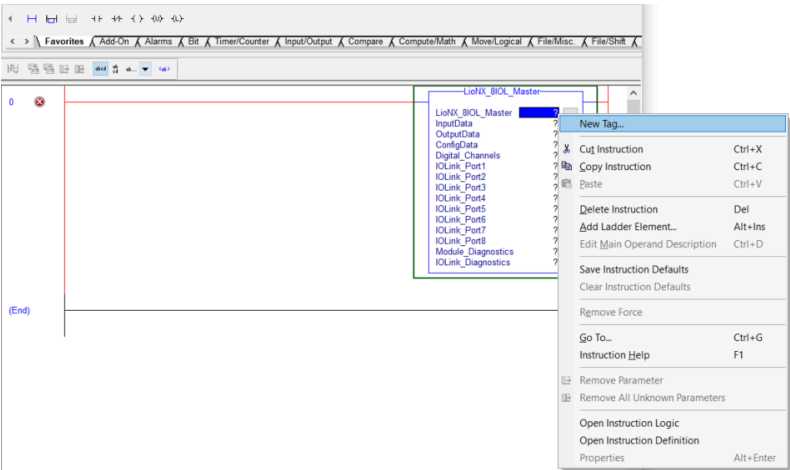 Favorites Add-On Alarms Bit Timer/Counter Input/Output Compare Compute/Math Move/Logical File/Misc. File/Shift
LioNX_8IOL_Master
0
LioNX_8IOL_Master ?
InputData ?
OutputData ?
ConfigData ?
Digital_Channels ?
IOLink_Port1 ?
IOLink_Port2 ?
IOLink_Port3 ?
IOLink_Port4 ?
IOLink_Port5 ?
IOLink_Port6 ?
IOLink_Port7 ?
IOLink_Port8 ?
Module_Diagnostics ?
IOLink_Diagnostics ?
(End)
New Tag...
Cut Instruction Ctrl+X
Copy Instruction Ctrl+C
Paste Ctrl+V
Delete Instruction Del
Add Ladder Element... Alt+Ins
Edit Main Operand Description Ctrl+D
Save Instruction Defaults
Clear Instruction Defaults
Remove Force
Go To... Ctrl+G
Instruction Help F1
Remove Parameter
Remove All Unknown Parameters
Open Instruction Logic
Open Instruction Definition
Properties Alt+Enter